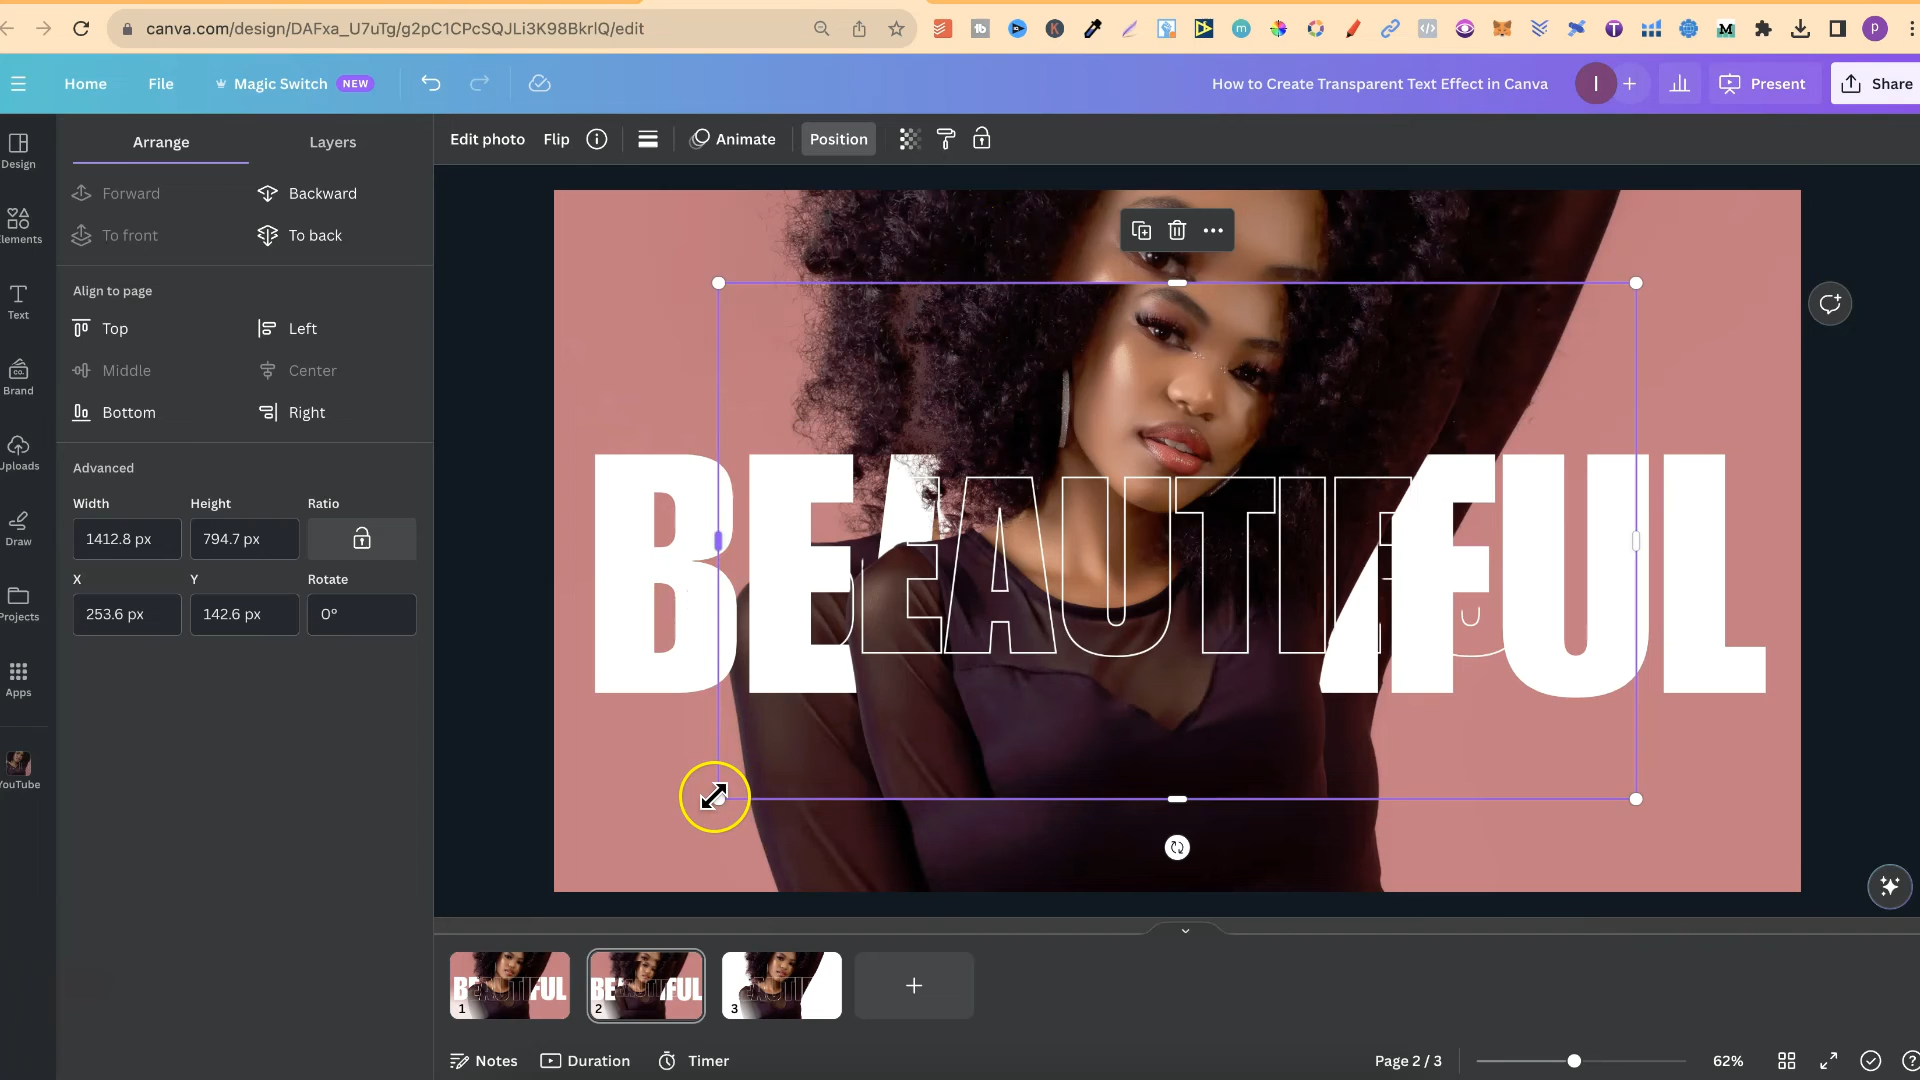 canva.com/design/DAFxa_U7uTg/g2pC1CPcSQJLi3K98BkrlQ/edit
Home
File
Magic Switch
NEW
How to Create Transparent Text Effect in Canva
I
Present
Share
Design
Elements
Text
Brand
Uploads
Draw
Projects
Apps
YouTube
Arrange
Layers
Forward
Backward
To front
To back
Align to page
Top
Left
Middle
Center
Bottom
Right
Advanced
Width
Height
Ratio
1412.8 px
794.7 px
X
Y
Rotate
253.6 px
142.6 px
0°
Edit photo
Flip
Animate
Position
BEAUTIFUL
BEAUTIFUL
1
2
3
Notes
Duration
Timer
Page 2 / 3
62%